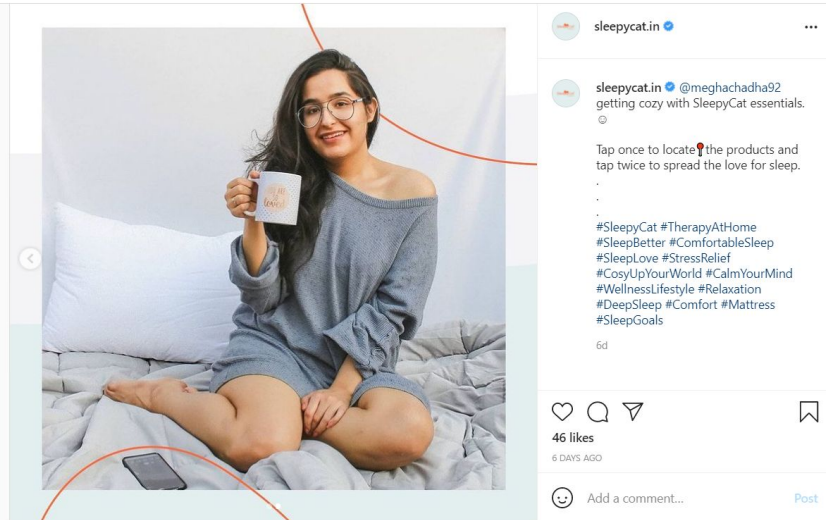 sleepycat.in
sleepycat.in @meghachadha92
getting cozy with SleepyCat essentials.
☺
Tap once to locate📍the products and
tap twice to spread the love for sleep.
.
.
.
#SleepyCat #TherapyAtHome
#SleepBetter #ComfortableSleep
#SleepLove #StressRelief
#CosyUpYourWorld #CalmYourMind
#WellnessLifestyle #Relaxation
#DeepSleep #Comfort #Mattress
#SleepGoals
6d
46 likes
6 DAYS AGO
Add a comment...
Post
loved